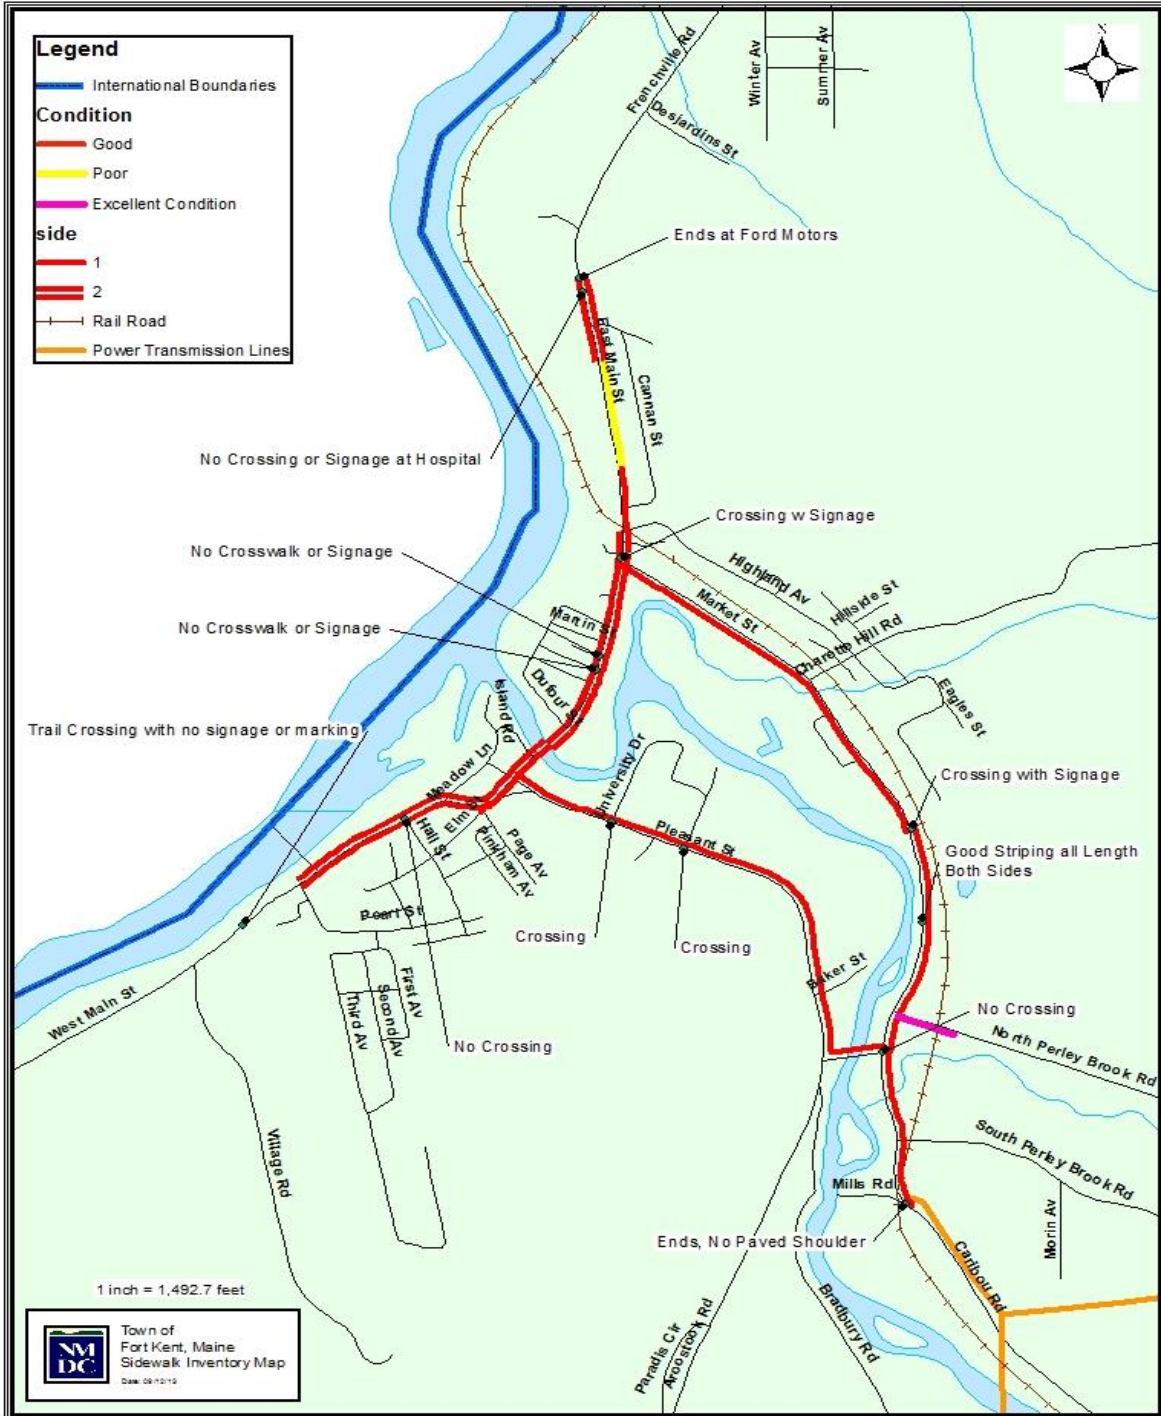 Legend
International Boundaries
Condition
Good
Poor
Excellent Condition
side
1
2
Rail Road
Power Transmission Lines
N
Frenchville Rd
Winter Av
Summer Av
Desjardins St
Ends at Ford Motors
East Main St
Cannan St
No Crossing or Signage at Hospital
Crossing w Signage
No Crosswalk or Signage
Highland Av
Hillside St
Market St
Martin St
No Crosswalk or Signage
Charette Hill Rd
Dufour St
Island Rd
Eagles St
Trail Crossing with no signage or marking
University Dr
Meadow Ln
Crossing with Signage
Elm St
Hall St
Page Av
Pinkham Av
Pleasant St
Good Striping all Length
Both Sides
Pearl St
Crossing
Crossing
Baker St
First Av
Second Av
Third Av
West Main St
No Crossing
No Crossing
North Perley Brook Rd
Village Rd
South Perley Brook Rd
Mills Rd
Morin Av
Ends, No Paved Shoulder
Caribou Rd
Bradbury Rd
Paradis Cir
Aroostook Rd
1 inch = 1,492.7 feet
NM
DC
Town of
Fort Kent, Maine
Sidewalk Inventory Map